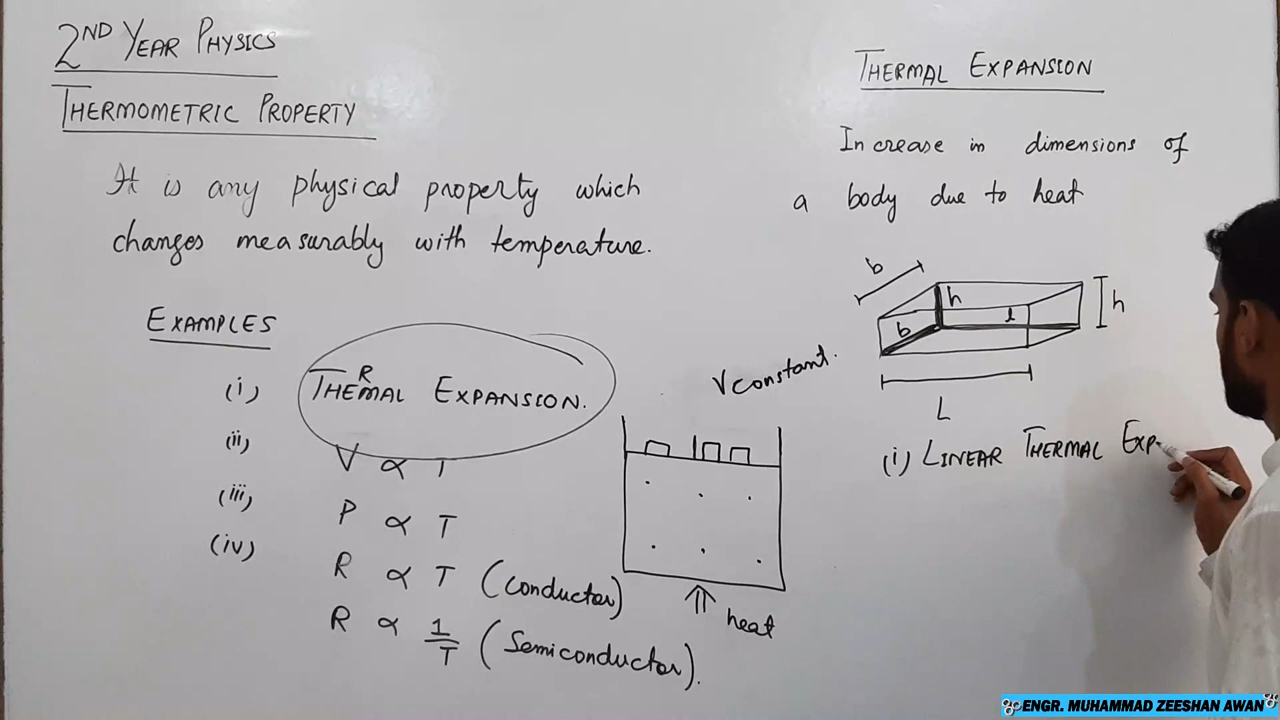 2ND YEAR PHYSICS
THERMOMETRIC PROPERTY
It is any physical property which
changes measurably with temperature.
EXAMPLES
(i) THERMAL EXPANSION.
(ii) V ∝ T
(iii) P ∝ T
(iv) R ∝ T (Conductor)
R ∝ 1/T (Semiconductor).
V constant.
heat
THERMAL EXPANSION
Increase in dimensions of
a body due to heat
b
h
b
l
h
L
(i) LINEAR THERMAL EXP
ENGR. MUHAMMAD ZEESHAN AWAN